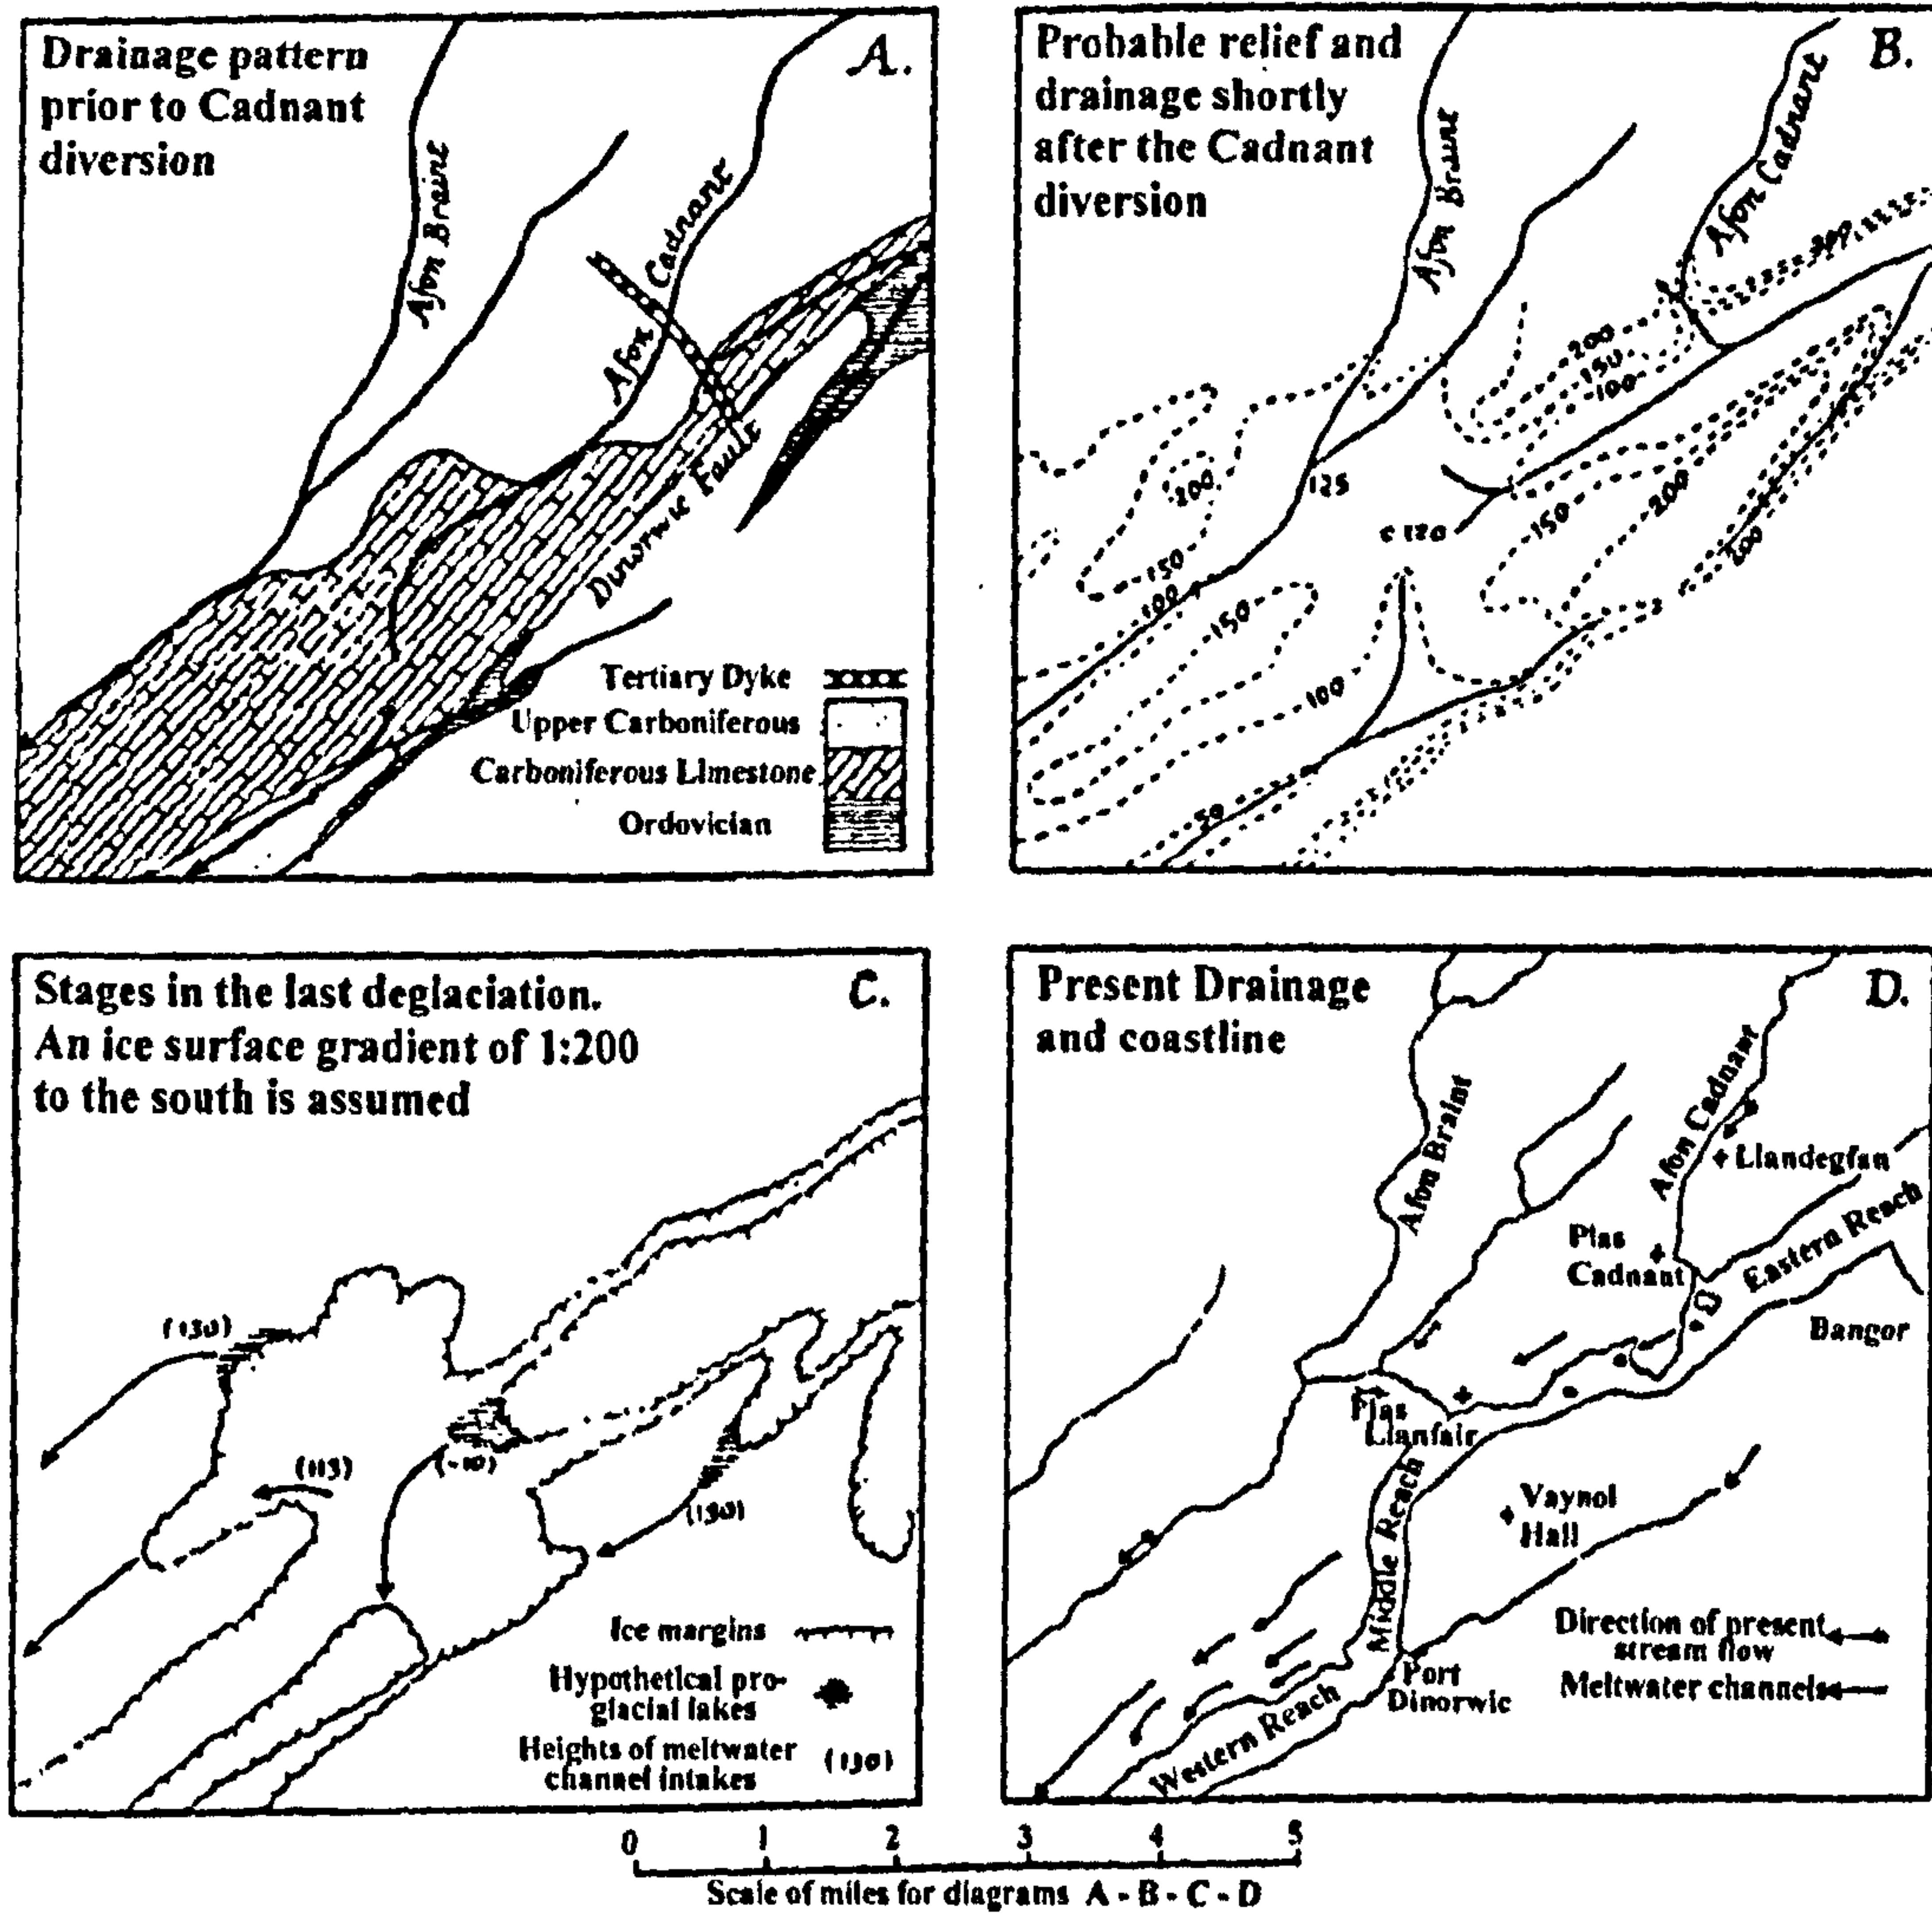 Drainage pattern
prior to Cadnant
diversion
A.
Afon Braint
Afon Cadnant
Dinorwic Fault
Tertiary Dyke
Upper Carboniferous
Carboniferous Limestone
Ordovician
Probable relief and
drainage shortly
after the Cadnant
diversion
B.
Afon Braint
Afon Cadnant
200
200
150
100
200
125
150
200
c 120
200
150
100
150
100
50
Stages in the last deglaciation.
An ice surface gradient of 1:200
to the south is assumed
C.
(130)
(115)
(130)
Ice margins
Hypothetical pro-
glacial lakes
Heights of meltwater
channel intakes
(130)
Present Drainage
and coastline
D.
Afon Braint
Afon Cadnant
Llandegfan
Plas
Cadnant
Eastern Reach
Bangor
Plas
Llanfair
Middle Reach
Vaynol
Hall
Direction of present
stream flow
Meltwater channels
Port
Dinorwic
Western Reach
0 1 2 3 4 5
Scale of miles for diagrams A - B - C - D